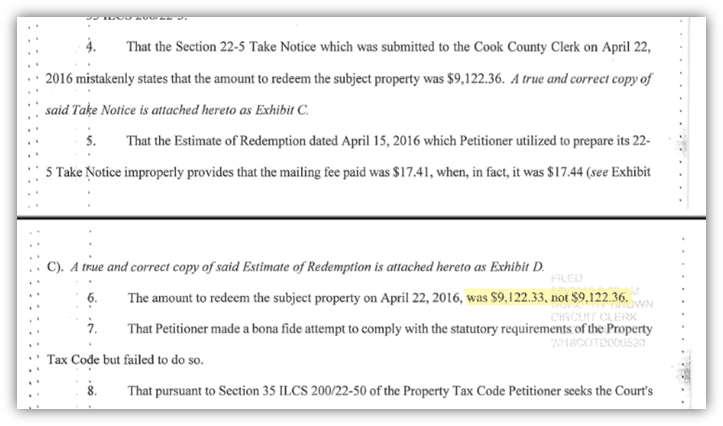 4. That the Section 22-5 Take Notice which was submitted to the Cook County Clerk on April 22,
2016 mistakenly states that the amount to redeem the subject property was $9,122.36. A true and correct copy of
said Take Notice is attached hereto as Exhibit C.
5. That the Estimate of Redemption dated April 15, 2016 which Petitioner utilized to prepare its 22-
5 Take Notice improperly provides that the mailing fee paid was $17.41, when, in fact, it was $17.44 (see Exhibit
C). A true and correct copy of said Estimate of Redemption is attached hereto as Exhibit D.
FILED
6. The amount to redeem the subject property on April 22, 2016, was $9,122.33, not $9,122.36.
CIRCUIT CLERK
7. That Petitioner made a bona fide attempt to comply with the statutory requirements of the Property
Tax Code but failed to do so.
8. That pursuant to Section 35 ILCS 200/22-50 of the Property Tax Code Petitioner seeks the Court's